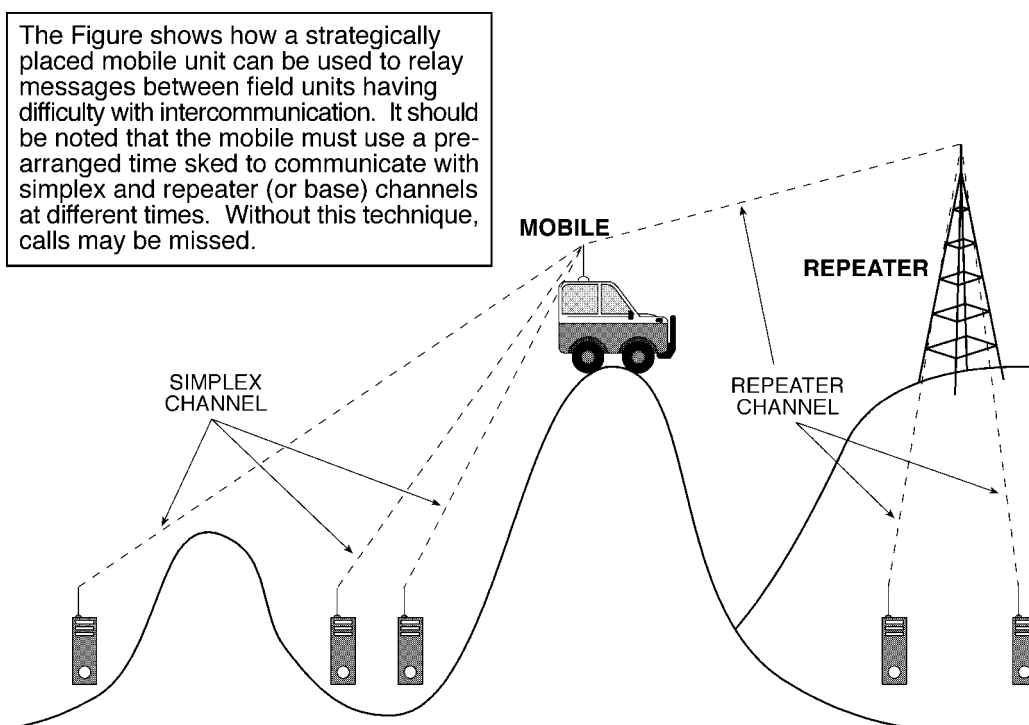 The Figure shows how a strategically
placed mobile unit can be used to relay
messages between field units having
difficulty with intercommunication. It should
be noted that the mobile must use a pre-
arranged time sked to communicate with
simplex and repeater (or base) channels
at different times. Without this technique,
calls may be missed.
MOBILE
REPEATER
SIMPLEX
CHANNEL
REPEATER
CHANNEL